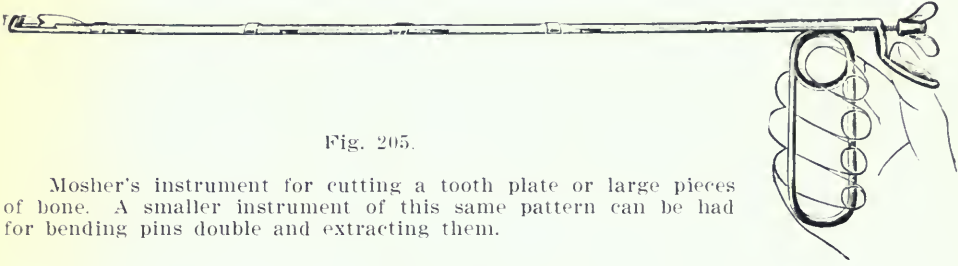 Fig. 205.
Mosher's instrument for cutting a tooth plate or large pieces
of bone. A smaller instrument of this same pattern can be had
for bending pins double and extracting them.